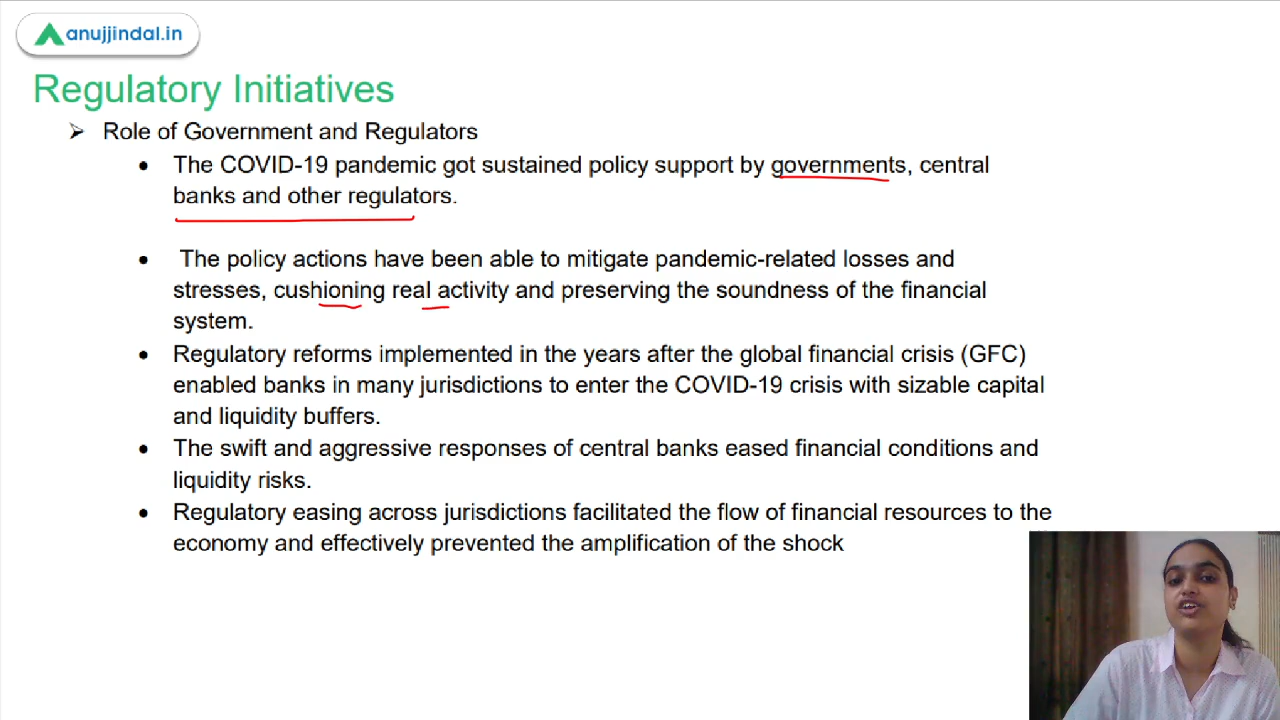 anujjindal.in
Regulatory Initiatives
➢ Role of Government and Regulators
• The COVID-19 pandemic got sustained policy support by governments, central
banks and other regulators.
• The policy actions have been able to mitigate pandemic-related losses and
stresses, cushioning real activity and preserving the soundness of the financial
system.
• Regulatory reforms implemented in the years after the global financial crisis (GFC)
enabled banks in many jurisdictions to enter the COVID-19 crisis with sizable capital
and liquidity buffers.
• The swift and aggressive responses of central banks eased financial conditions and
liquidity risks.
• Regulatory easing across jurisdictions facilitated the flow of financial resources to the
economy and effectively prevented the amplification of the shock